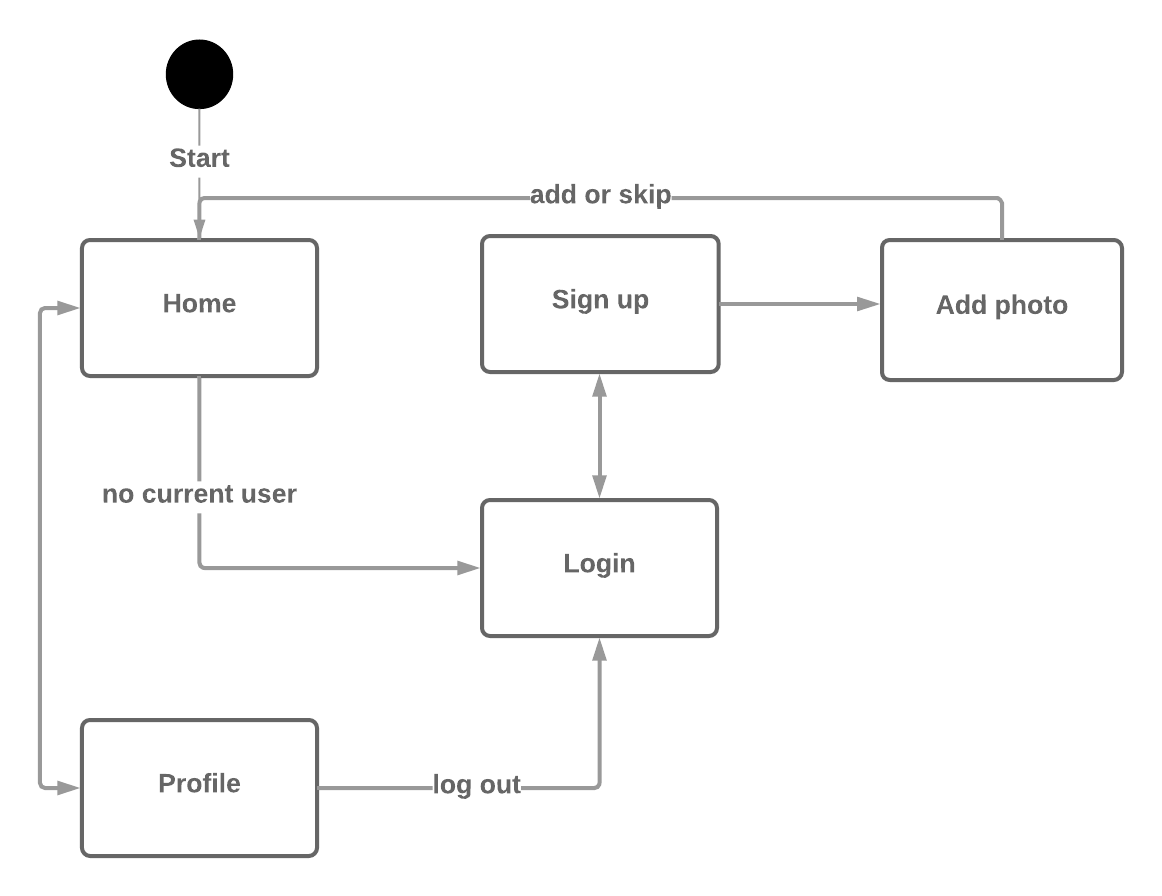 Start
add or skip
Home
Sign up
Add photo
no current user
Login
Profile
log out